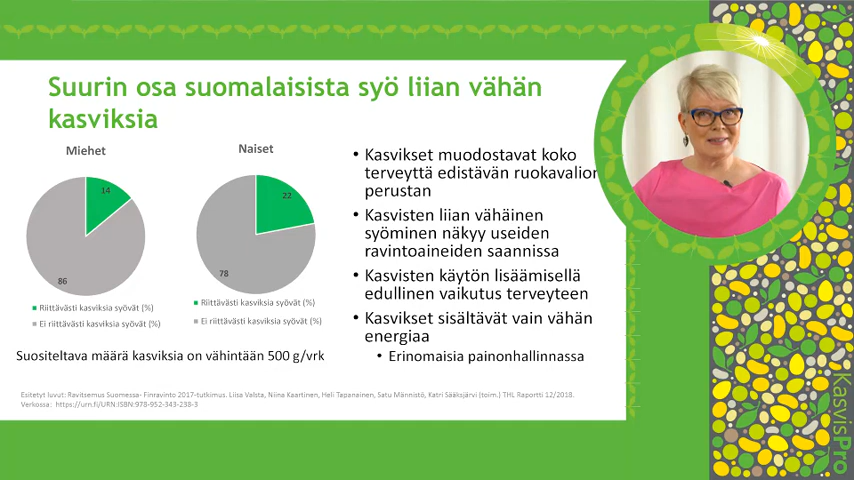 Suurin osa suomalaisista syö liian vähän
kasviksia
Miehet
14
86
Riittävästi kasviksia syövät (%)
Ei riittävästi kasviksia syövät (%)
Naiset
22
78
Riittävästi kasviksia syövät (%)
Ei riittävästi kasviksia syövät (%)
Suositeltava määrä kasviksia on vähintään 500 g/vrk
• Kasvikset muodostavat koko
terveyttä edistävän ruokavalion
perustan
• Kasvisten liian vähäinen
syöminen näkyy useiden
ravintoaineiden saannissa
• Kasvisten käytön lisäämisellä
edullinen vaikutus terveyteen
• Kasvikset sisältävät vain vähän
energiaa
• Erinomaisia painonhallinnassa
Esitetyt luvut: Ravitsemus Suomessa- Finravinto 2017-tutkimus. Liisa Valsta, Niina Kaartinen, Heli Tapanainen, Satu Männistö, Katri Sääksjärvi (toim.) THL Raportti 12/2018.
Verkossa: https://urn.fi/URN:ISBN:978-952-343-238-3
KasvisPro